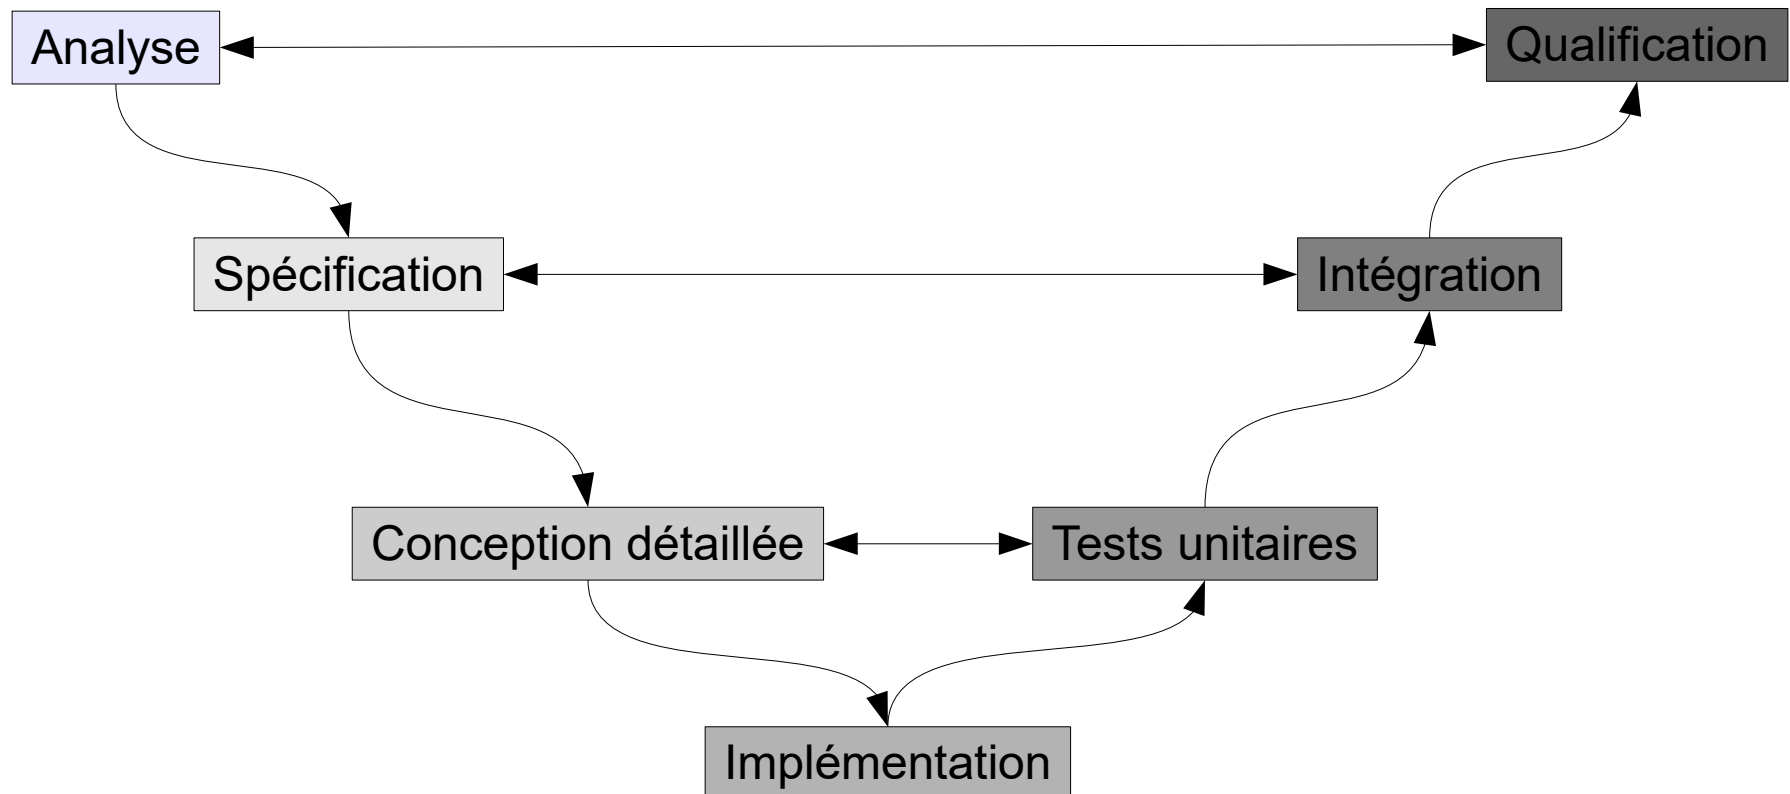 Analyse
Qualification
Spécification
Intégration
Conception détaillée
Tests unitaires
Implémentation